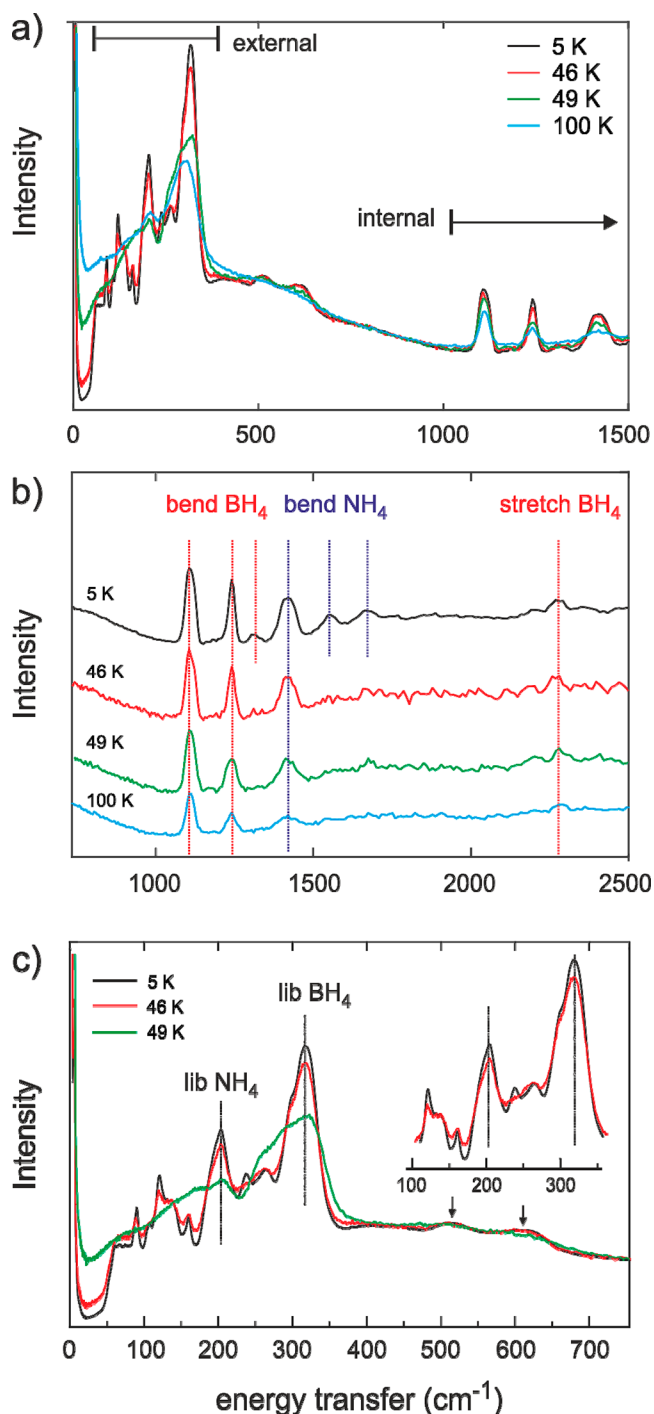 a)
external
5 K
46 K
49 K
100 K
internal
Intensity
0 500 1000 1500
b)
bend BH4 bend NH4 stretch BH4
5 K
46 K
49 K
100 K
Intensity
1000 1500 2000 2500
c)
5 K
46 K
49 K
lib BH4
lib NH4
100 200 300
Intensity
0 100 200 300 400 500 600 700
energy transfer (cm-1)